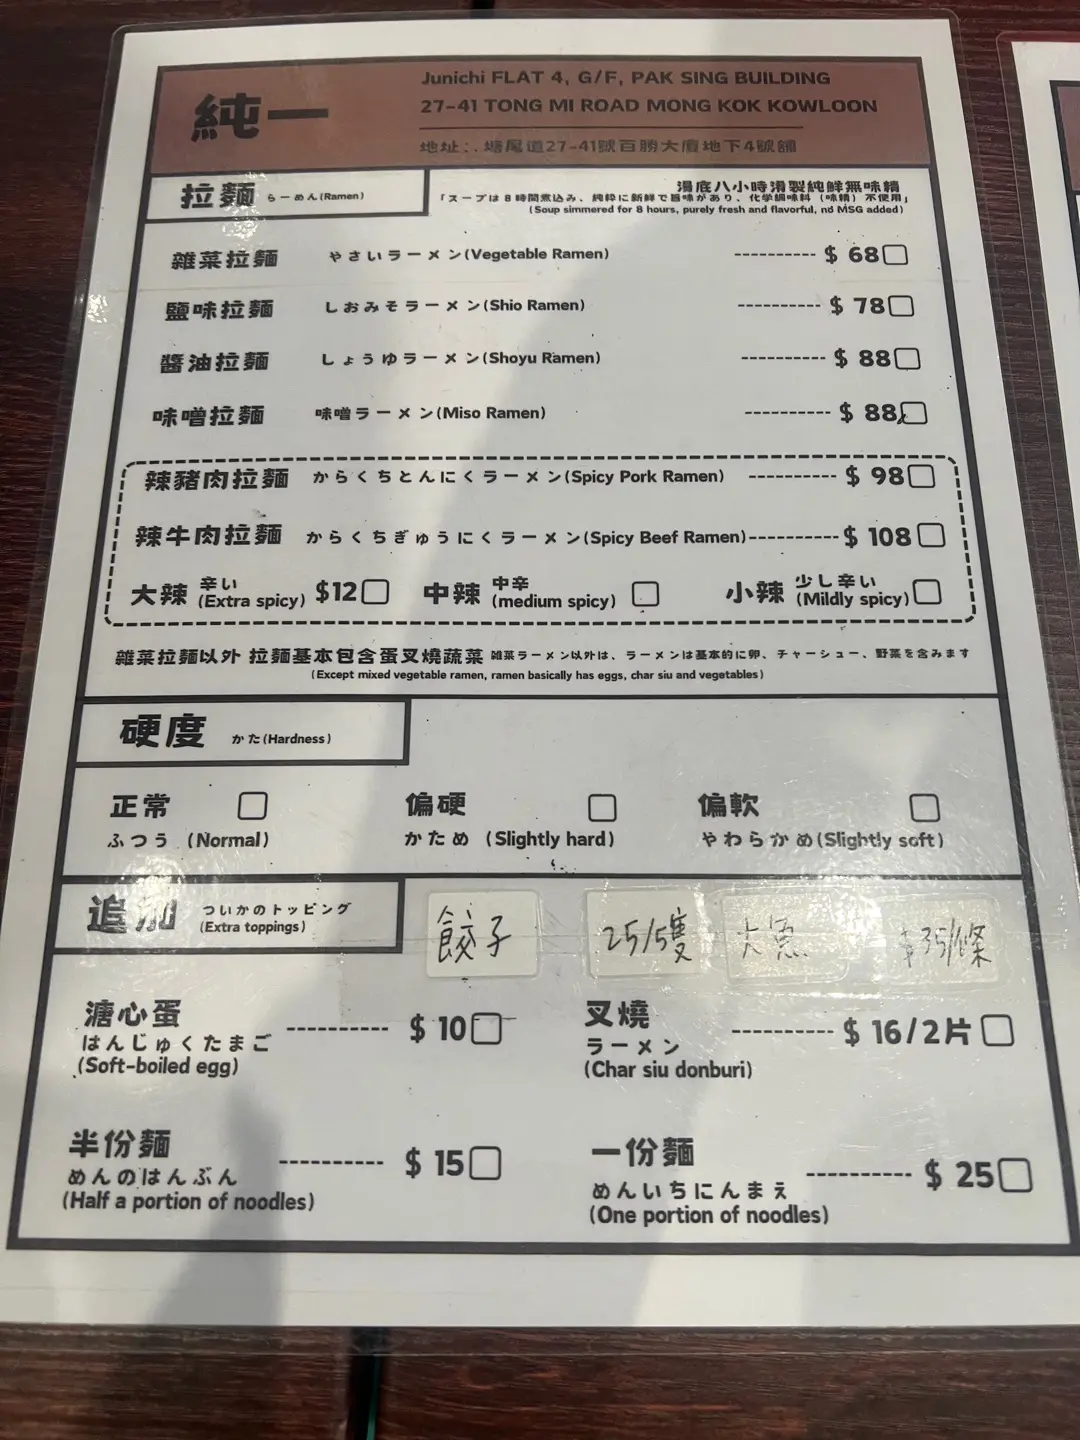 純一
Junichi FLAT 4, G/F, PAK SING BUILDING
27-41 TONG MI ROAD MONG KOK KOWLOON
地址：. 塘尾道27-41號百勝大廈地下4號舖
拉麵 らーめん(Ramen)
湯底八小時滑製純鮮無味精
「スープは8時間煮込み、純粋に新鮮で旨味があり、化学調味料（味精）不使用」
(Soup simmered for 8 hours, purely fresh and flavorful, nd MSG added)
雜菜拉麵 やさいラーメン(Vegetable Ramen) ---------- $ 68
鹽味拉麵 しおみそラーメン(Shio Ramen) ---------- $ 78
醬油拉麵 しょうゆラーメン(Shoyu Ramen) ---------- $ 88
味噌拉麵 味噌ラーメン(Miso Ramen) ---------- $ 88
辣豬肉拉麵 からくちとんにくラーメン(Spicy Pork Ramen) ---------- $ 98
辣牛肉拉麵 からくちぎゅうにくラーメン(Spicy Beef Ramen)---------- $ 108
大辣 辛い (Extra spicy) $12 中辣 中辛 (medium spicy) 小辣 少し辛い (Mildly spicy)
雜菜拉麵以外 拉麵基本包含蛋叉燒蔬菜 雑菜ラーメン以外は、ラーメンは基本的に卵、チャーシュー、野菜を含みます
(Except mixed vegetable ramen, ramen basically has eggs, char siu and vegetables)
硬度 かた(Hardness)
正常 偏硬 偏軟
ふつう (Normal) かため (Slightly hard) やわらかめ(Slightly soft)
追加 ついかのトッピング
(Extra toppings)
餃子 25/5隻 大魚 $35/條
溏心蛋 ---------- $ 10
はんじゅくたまご
(Soft-boiled egg)
叉燒 ---------- $ 16/2片
ラーメン
(Char siu donburi)
半份麵 ---------- $ 15
めんのはんぶん
(Half a portion of noodles)
一份麵 ---------- $ 25
めんいちにんまえ
(One portion of noodles)